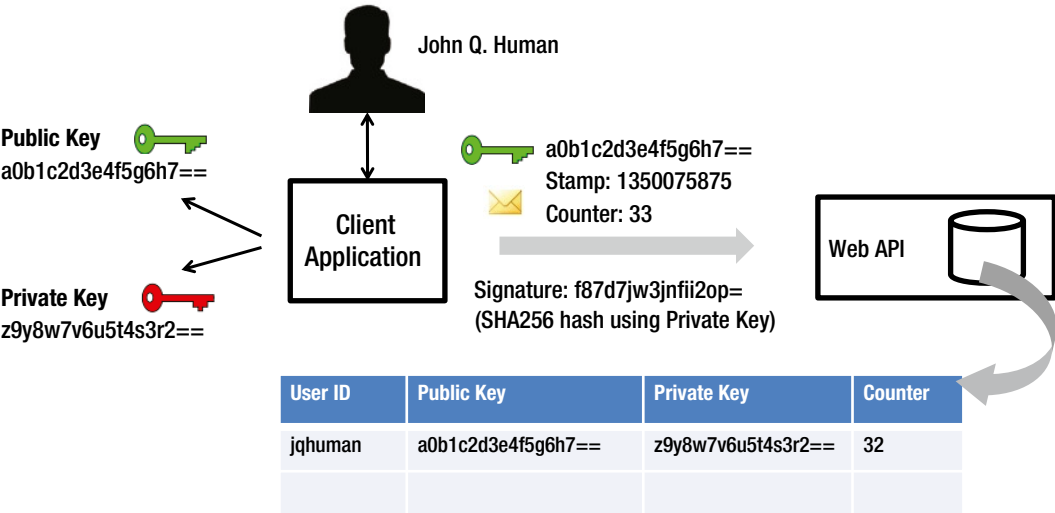 John Q. Human
Public Key
a0b1c2d3e4f5g6h7==
a0b1c2d3e4f5g6h7==
Stamp: 1350075875
Counter: 33
Client
Application
Web API
Private Key
z9y8w7v6u5t4s3r2==
Signature: f87d7jw3jnfii2op=
(SHA256 hash using Private Key)
User ID Public Key Private Key Counter
jqhuman a0b1c2d3e4f5g6h7== z9y8w7v6u5t4s3r2== 32